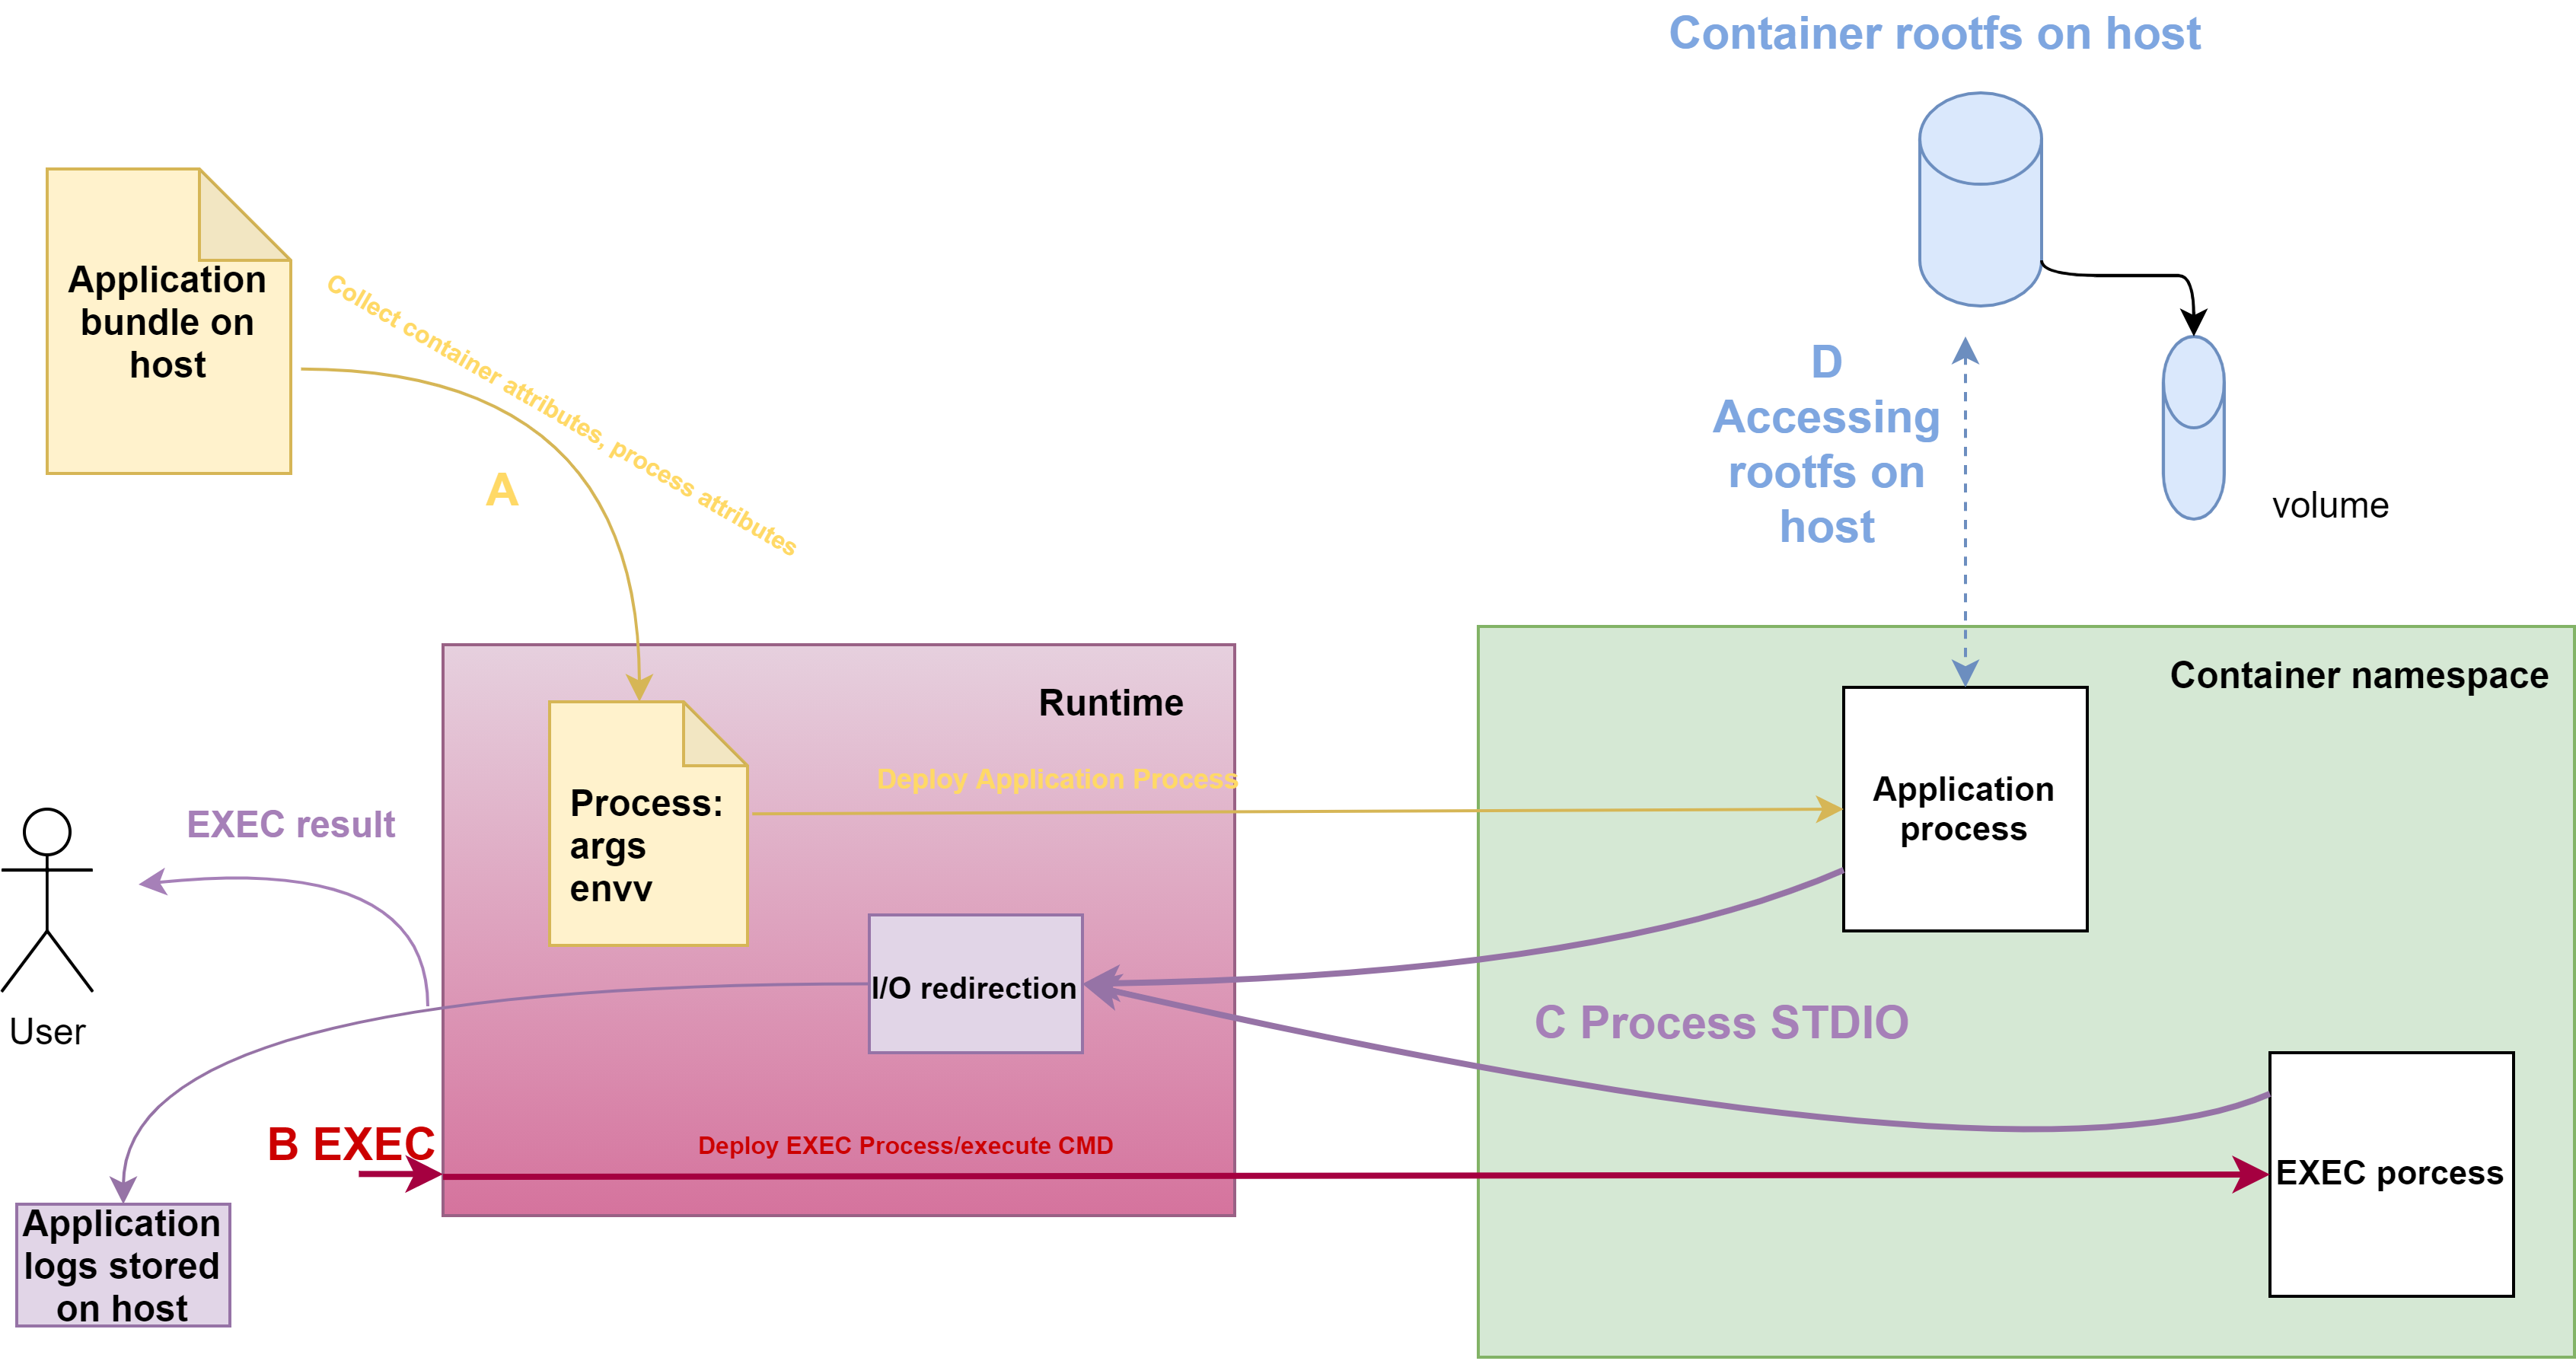 Container rootfs on host
Application
bundle on
host
Collect container attributes, process attributes
A
D
Accessing
rootfs on
host
volume
Runtime
Container namespace
Process:
args
envv
Deploy Application Process
Application
process
EXEC result
User
I/O redirection
C Process STDIO
B EXEC
Deploy EXEC Process/execute CMD
EXEC porcess
Application
logs stored
on host